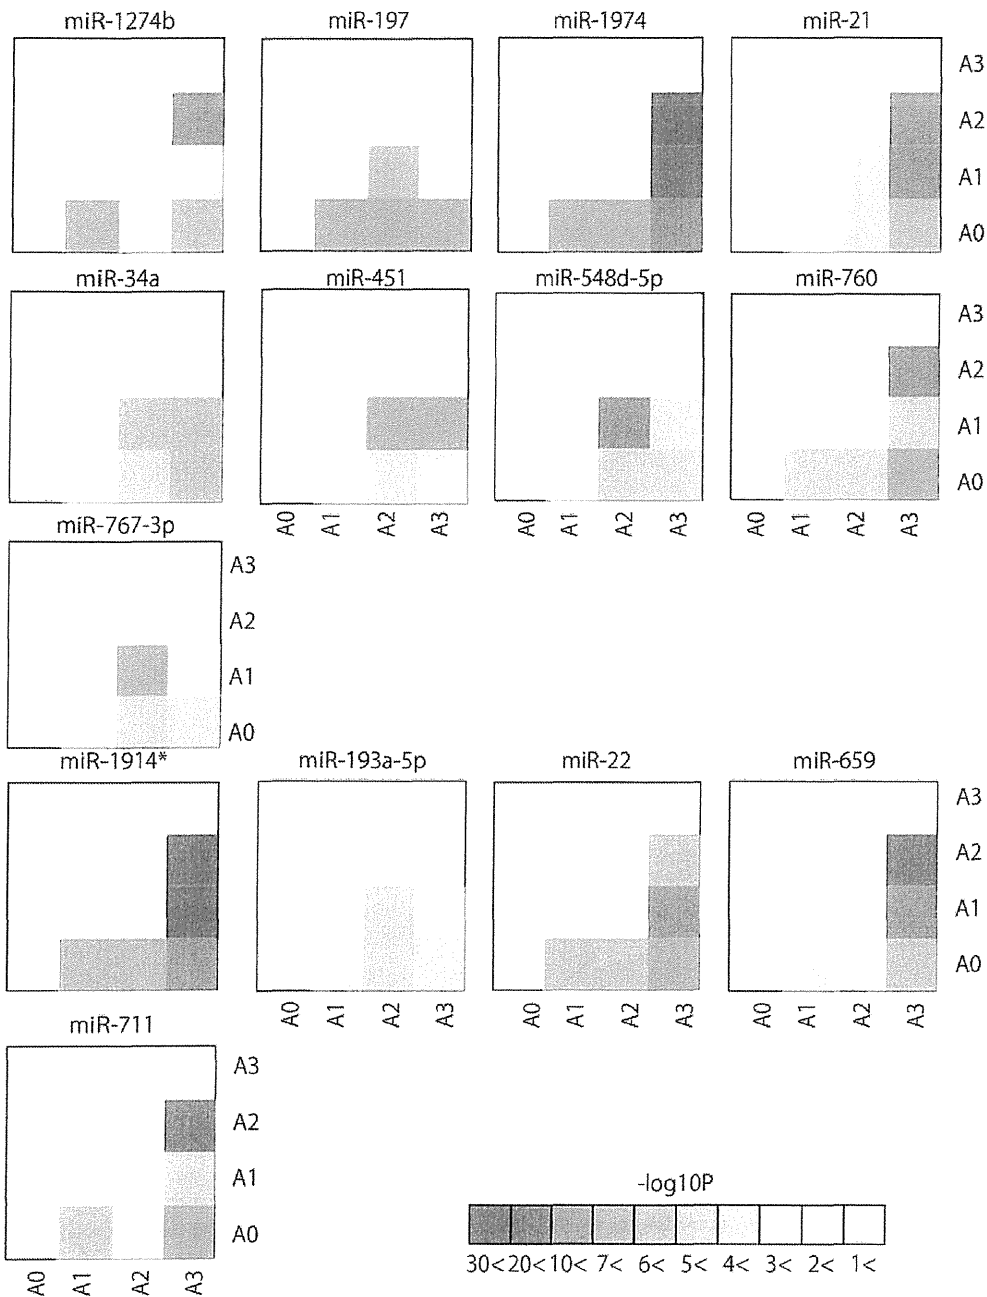 miR-1274b miR-197 miR-1974 miR-21
A3
A2
A1
A0
miR-34a miR-451 miR-548d-5p miR-760
A3
A2
A1
A0
A0 A1 A2 A3 A0 A1 A2 A3 A0 A1 A2 A3
miR-767-3p
A3
A2
A1
A0
miR-1914* miR-193a-5p miR-22 miR-659
A3
A2
A1
A0
A0 A1 A2 A3 A0 A1 A2 A3 A0 A1 A2 A3
miR-711
A3
A2
A1
A0
A0 A1 A2 A3
-log10P
30< 20< 10< 7< 6< 5< 4< 3< 2< 1<